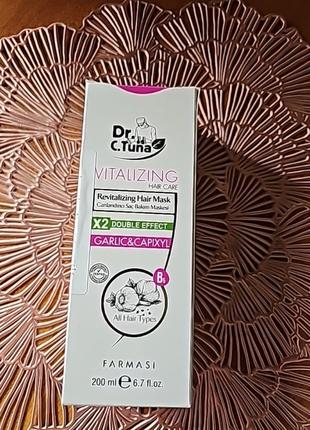 Dr.
C.Tuna
VITALIZING
HAIR CARE
Revitalizing Hair Mask
Canlandırıcı Saç Bakım Maskesi
X2 DOUBLE EFFECT
GARLIC&CAPIXYL
B5
All Hair Types
FARMASİ
200 ml ℮ 6.7 fl.oz.